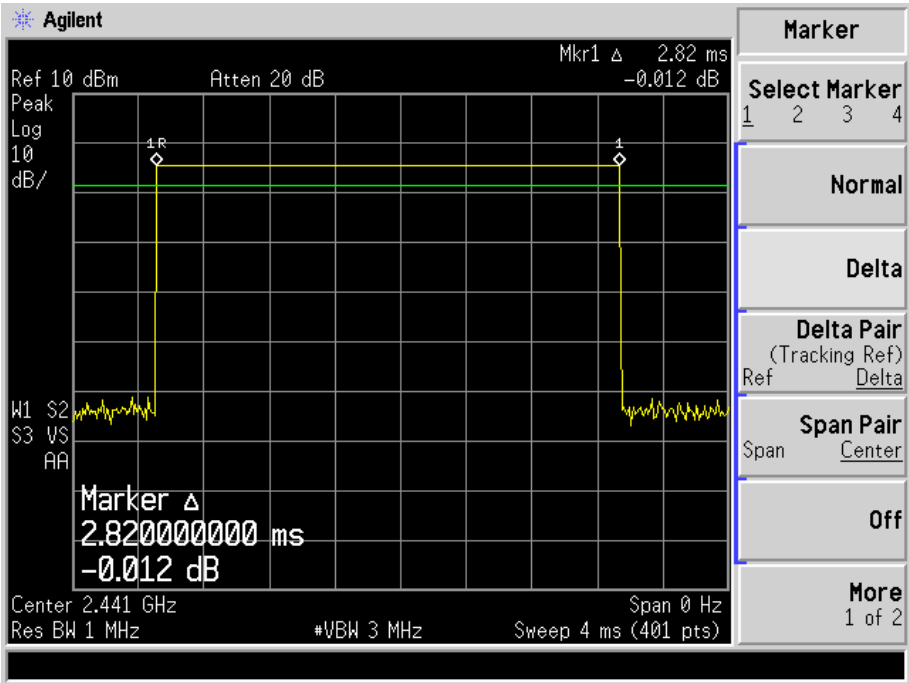 Agilent
Marker
Mkr1 Δ 2.82 ms
Ref 10 dBm Atten 20 dB -0.012 dB
Peak
Log
10
dB/
1R 1
W1 S2
S3 VS
AA
Marker Δ
2.820000000 ms
-0.012 dB
Center 2.441 GHz Span 0 Hz
Res BW 1 MHz #VBW 3 MHz Sweep 4 ms (401 pts)
Select Marker
1 2 3 4
Normal
Delta
Delta Pair
(Tracking Ref)
Ref Delta
Span Pair
Span Center
Off
More
1 of 2